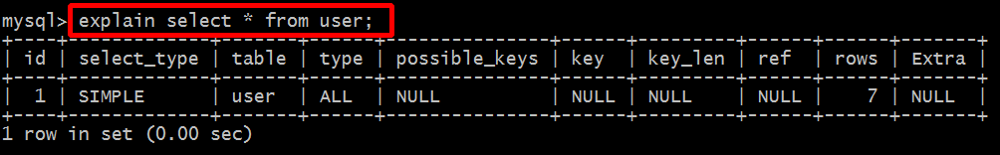 mysql> explain select * from user;
+----+-------------+-------+------+---------------+------+---------+------+------+-------+
| id | select_type | table | type | possible_keys | key | key_len | ref | rows | Extra |
+----+-------------+-------+------+---------------+------+---------+------+------+-------+
| 1 | SIMPLE | user | ALL | NULL | NULL | NULL | NULL | 7 | NULL |
+----+-------------+-------+------+---------------+------+---------+------+------+-------+
1 row in set (0.00 sec)